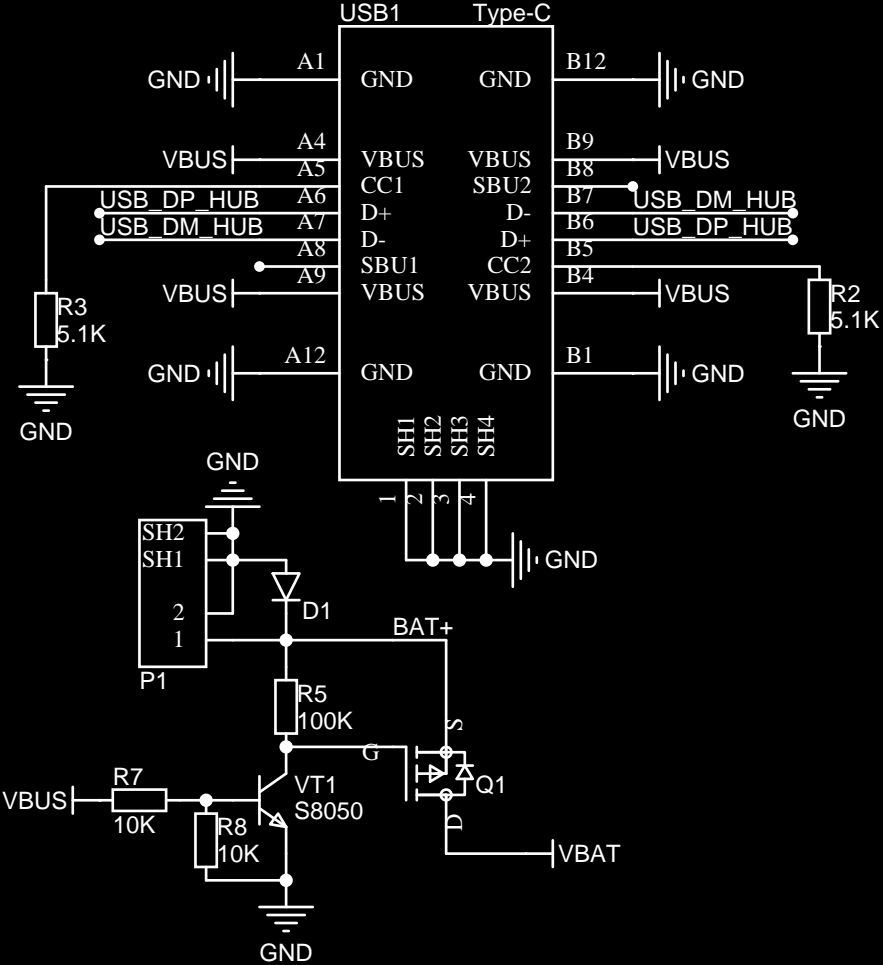 USB1 Type-C
A1 B12
GND GND GND GND
A4 B9
VBUS VBUS VBUS VBUS
A5 B8
CC1 SBU2
USB_DP_HUB A6 B7 USB_DM_HUB
D+ D-
USB_DM_HUB A7 B6 USB_DP_HUB
D- D+
A8 B5
SBU1 CC2
A9 B4
VBUS VBUS VBUS VBUS
R3 R2
5.1K 5.1K
A12 B1
GND GND GND GND
GND GND
SH1 SH2 SH3 SH4
1 2 3 4
GND
GND
SH2
SH1
2
1
P1
D1
BAT+
R5
100K
S
G
Q1
D
VBAT
VT1
S8050
VBUS
R7
10K
R8
10K
GND